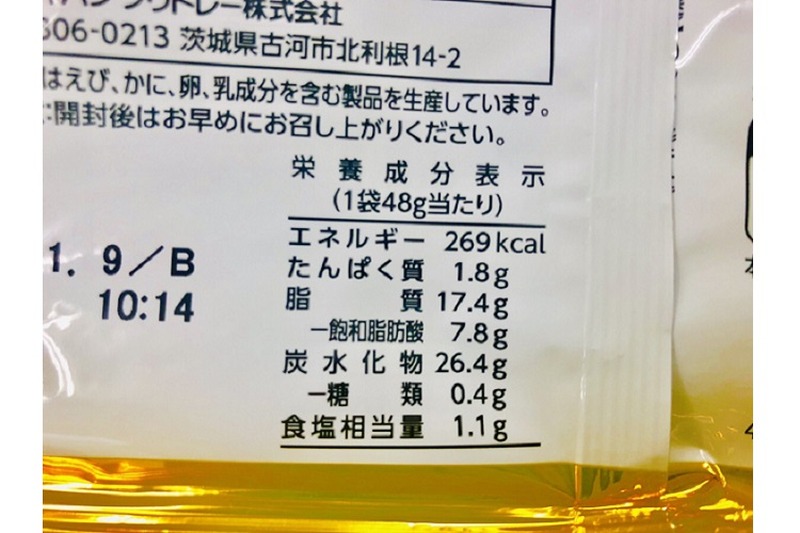 株式会社
306-0213 茨城県古河市北利根14-2
はえび、かに、卵、乳成分を含む製品を生産しています。
:開封後はお早めにお召し上がりください。
栄養成分表示
(1袋48g当たり)
エネルギー 269kcal
たんぱく質 1.8g
脂質 17.4g
―飽和脂肪酸 7.8g
炭水化物 26.4g
―糖類 0.4g
食塩相当量 1.1g
1. 9/B
10:14